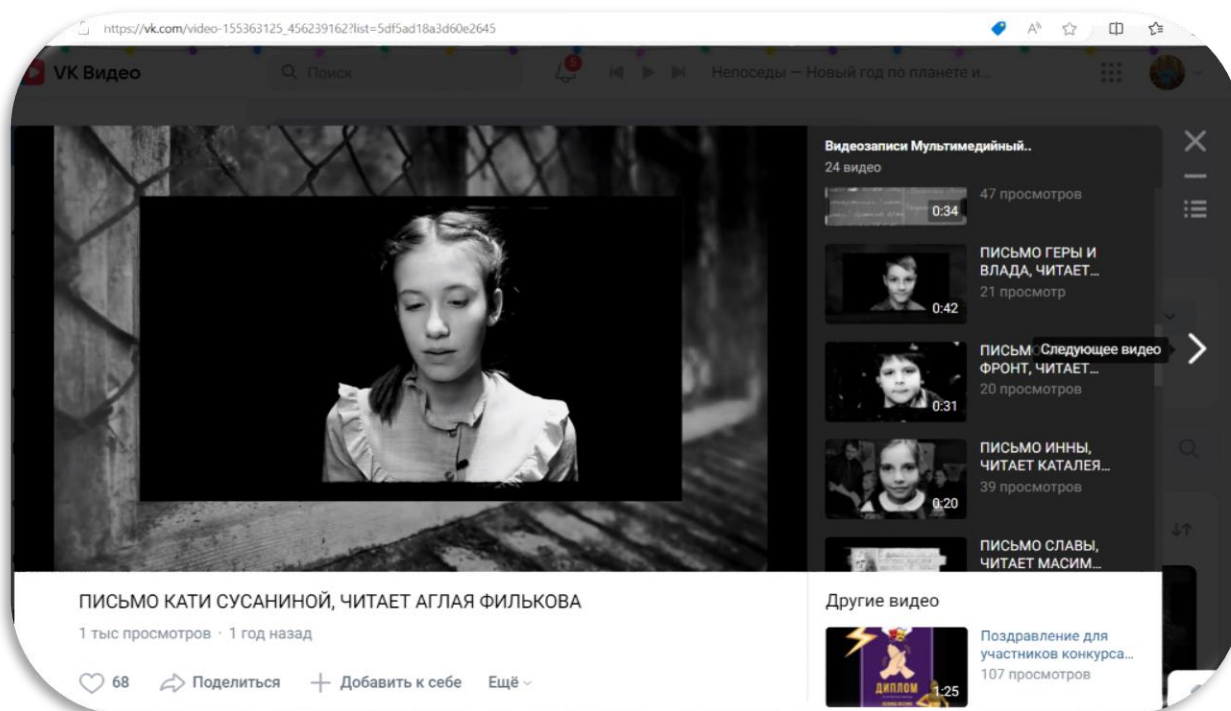 https://vk.com/video-155363125_456239162?list=5df5ad18a3d60e2645
VK Видео
Поиск
5
Непоседы — Новый год по планете и...
Видеозаписи Мультимедийный..
24 видео
0:34
47 просмотров
ПИСЬМО ГЕРЫ И
ВЛАДА, ЧИТАЕТ...
21 просмотр
0:42
ПИСЬМ
Следующее видео
ФРОНТ, ЧИТАЕТ...
20 просмотров
0:31
ПИСЬМО ИННЫ,
ЧИТАЕТ КАТАЛЕЯ...
39 просмотров
0:20
ПИСЬМО СЛАВЫ,
ЧИТАЕТ МАСИМ...
ПИСЬМО КАТИ СУСАНИНОЙ, ЧИТАЕТ АГЛАЯ ФИЛЬКОВА
1 тыс просмотров · 1 год назад
68
Поделиться
Добавить к себе
Ещё
Другие видео
Поздравление для
участников конкурса...
107 просмотров
ДИПЛОМ
1:25